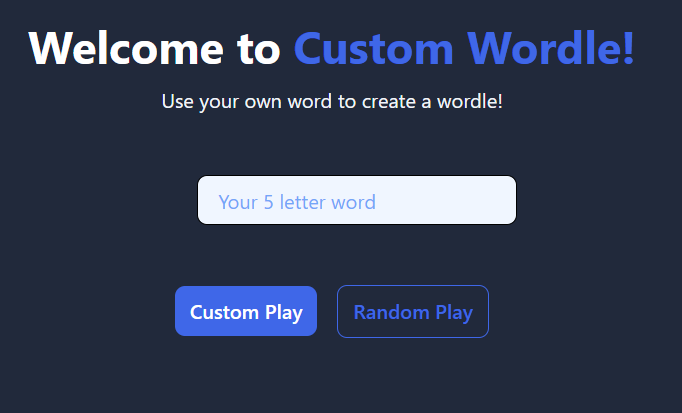 Welcome to Custom Wordle!
Use your own word to create a wordle!
Your 5 letter word
Custom Play Random Play